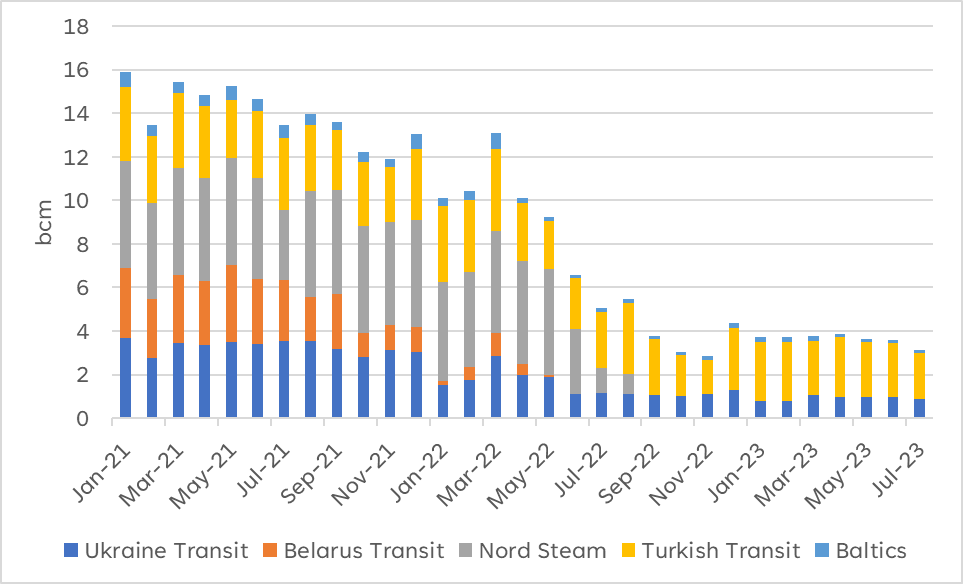 18
16
14
12
10
8
6
4
2
0
bcm
Jan-21
Mar-21
May-21
Jul-21
Sep-21
Nov-21
Jan-22
Mar-22
May-22
Jul-22
Sep-22
Nov-22
Jan-23
Mar-23
May-23
Jul-23
Ukraine Transit Belarus Transit Nord Steam Turkish Transit Baltics